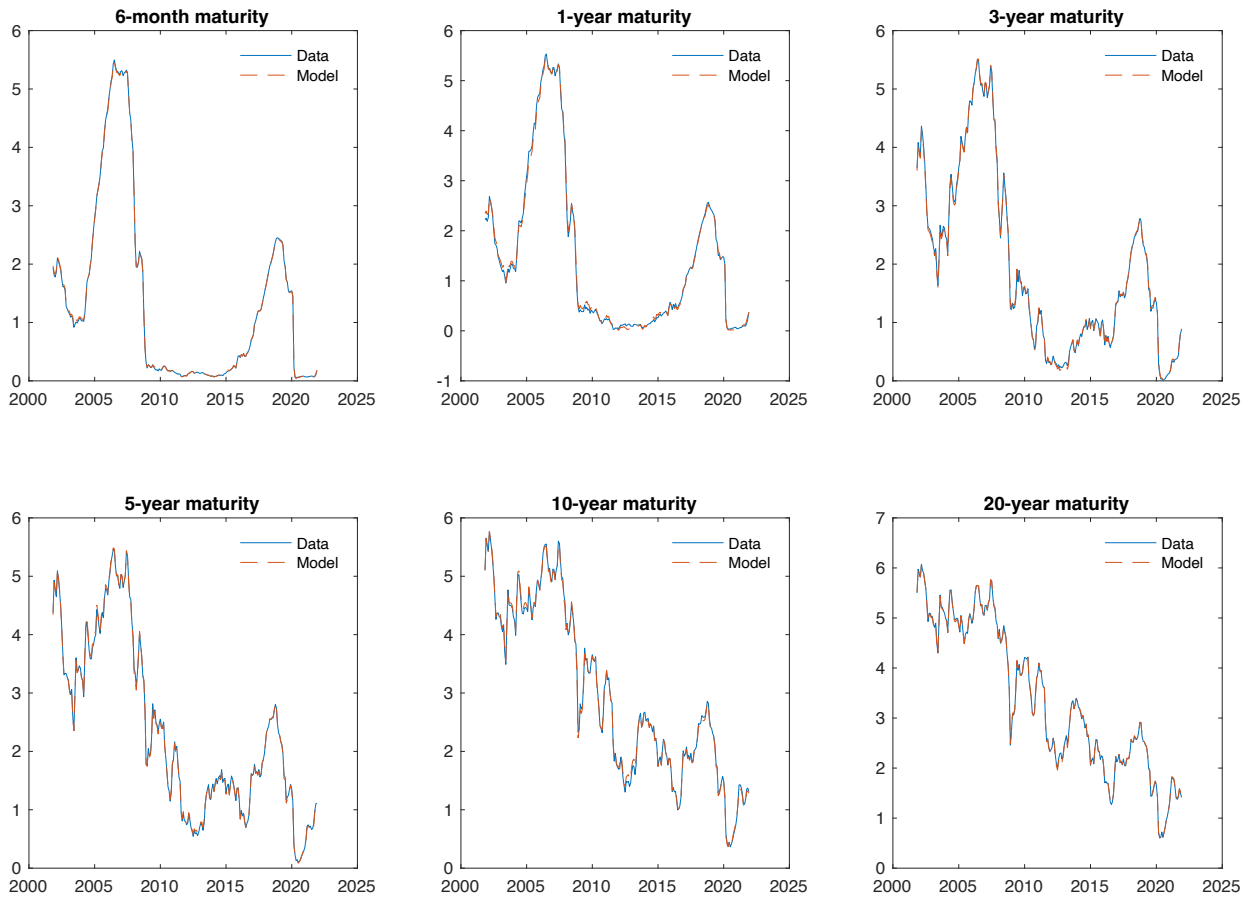 6-month maturity
Data
Model
6
5
4
3
2
1
0
2000 2005 2010 2015 2020 2025
1-year maturity
Data
Model
6
5
4
3
2
1
0
-1
2000 2005 2010 2015 2020 2025
3-year maturity
Data
Model
6
5
4
3
2
1
0
2000 2005 2010 2015 2020 2025
5-year maturity
Data
Model
6
5
4
3
2
1
0
2000 2005 2010 2015 2020 2025
10-year maturity
Data
Model
6
5
4
3
2
1
0
2000 2005 2010 2015 2020 2025
20-year maturity
Data
Model
7
6
5
4
3
2
1
0
2000 2005 2010 2015 2020 2025